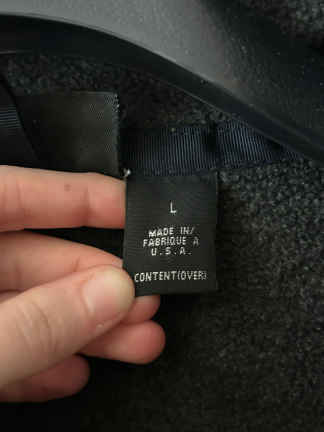 L
MADE IN/
FABRIQUE A
U.S.A.
CONTENT(OVER)